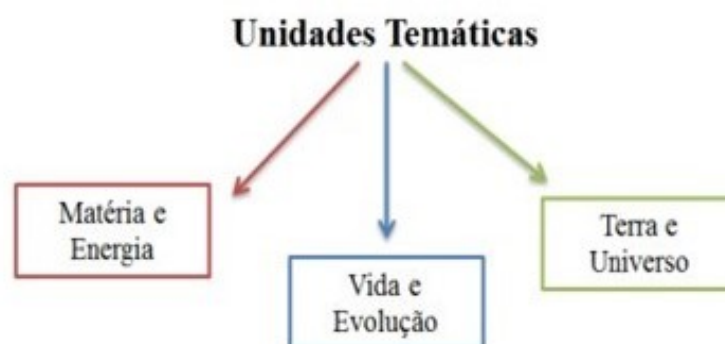 Unidades Temáticas
Matéria e
Energia
Vida e
Evolução
Terra e
Universo